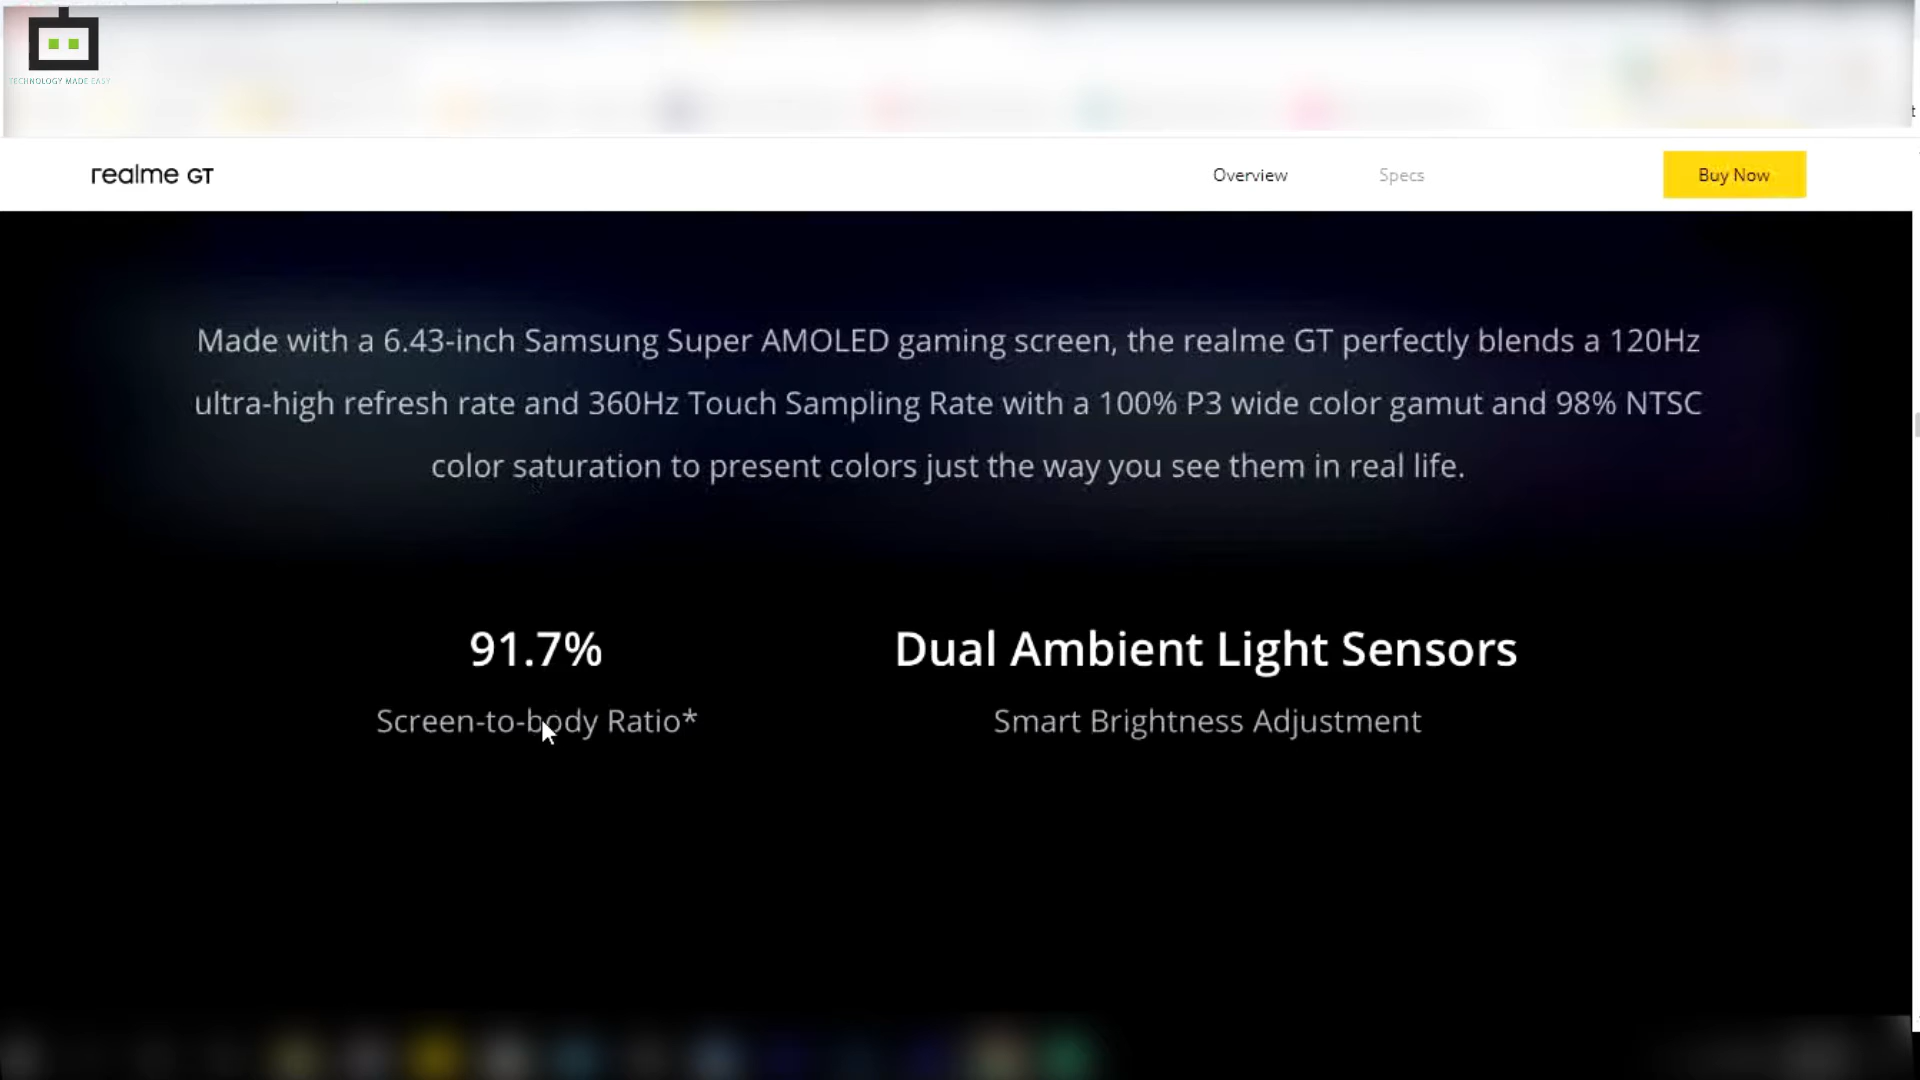 TECHNOLOGY MADE EASY
realme GT
Overview
Specs
Buy Now
Made with a 6.43-inch Samsung Super AMOLED gaming screen, the realme GT perfectly blends a 120Hz
ultra-high refresh rate and 360Hz Touch Sampling Rate with a 100% P3 wide color gamut and 98% NTSC
color saturation to present colors just the way you see them in real life.
91.7%
Dual Ambient Light Sensors
Screen-to-body Ratio*
Smart Brightness Adjustment